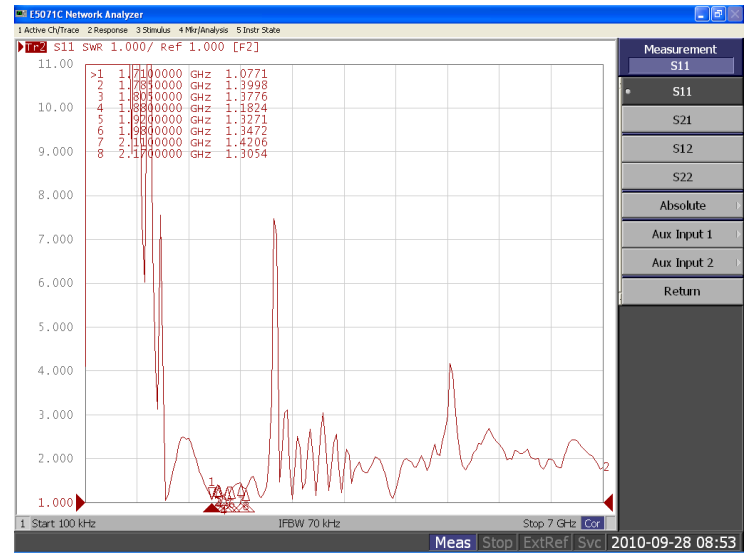 E5071C Network Analyzer
1 Active Ch/Trace 2 Response 3 Stimulus 4 Mkr/Analysis 5 Instr State
Tr2 S11 SWR 1.000/ Ref 1.000 [F2]
11.00
>1 1.7100000 GHz 1.0771
2 1.7850000 GHz 1.3998
3 1.8050000 GHz 1.3776
4 1.8800000 GHz 1.1824
5 1.9200000 GHz 1.3271
6 1.9800000 GHz 1.3472
7 2.1100000 GHz 1.4206
8 2.1700000 GHz 1.3054
10.00
9.000
8.000
7.000
6.000
5.000
4.000
3.000
2.000
1.000
1
2
1 Start 100 kHz IFBW 70 kHz Stop 7 GHz Cor
Measurement
S11
S11
S21
S12
S22
Absolute
Aux Input 1
Aux Input 2
Return
Meas Stop ExtRef Svc 2010-09-28 08:53